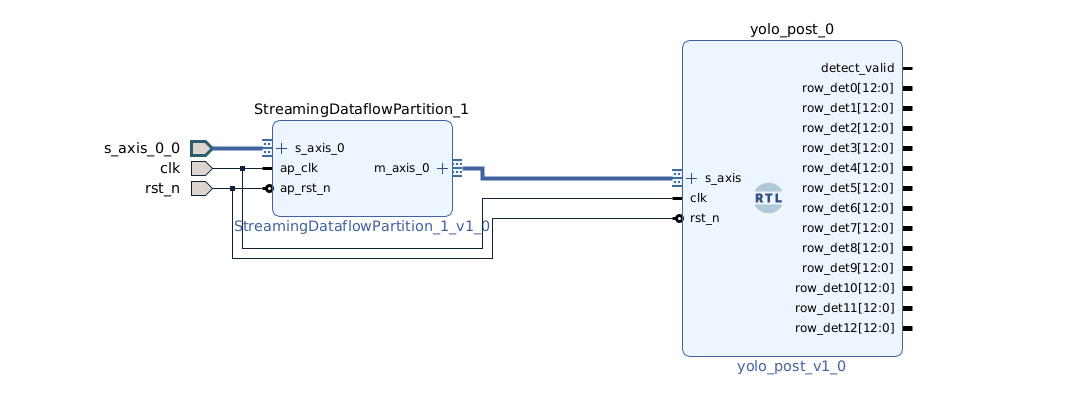 yolo_post_0
detect_valid
row_det0[12:0]
StreamingDataflowPartition_1
row_det1[12:0]
row_det2[12:0]
s_axis_0_0
s_axis_0
row_det3[12:0]
clk
ap_clk
m_axis_0
row_det4[12:0]
s_axis
rst_n
ap_rst_n
row_det5[12:0]
clk
RTL
row_det6[12:0]
StreamingDataflowPartition_1_v1_0
rst_n
row_det7[12:0]
row_det8[12:0]
row_det9[12:0]
row_det10[12:0]
row_det11[12:0]
row_det12[12:0]
yolo_post_v1_0